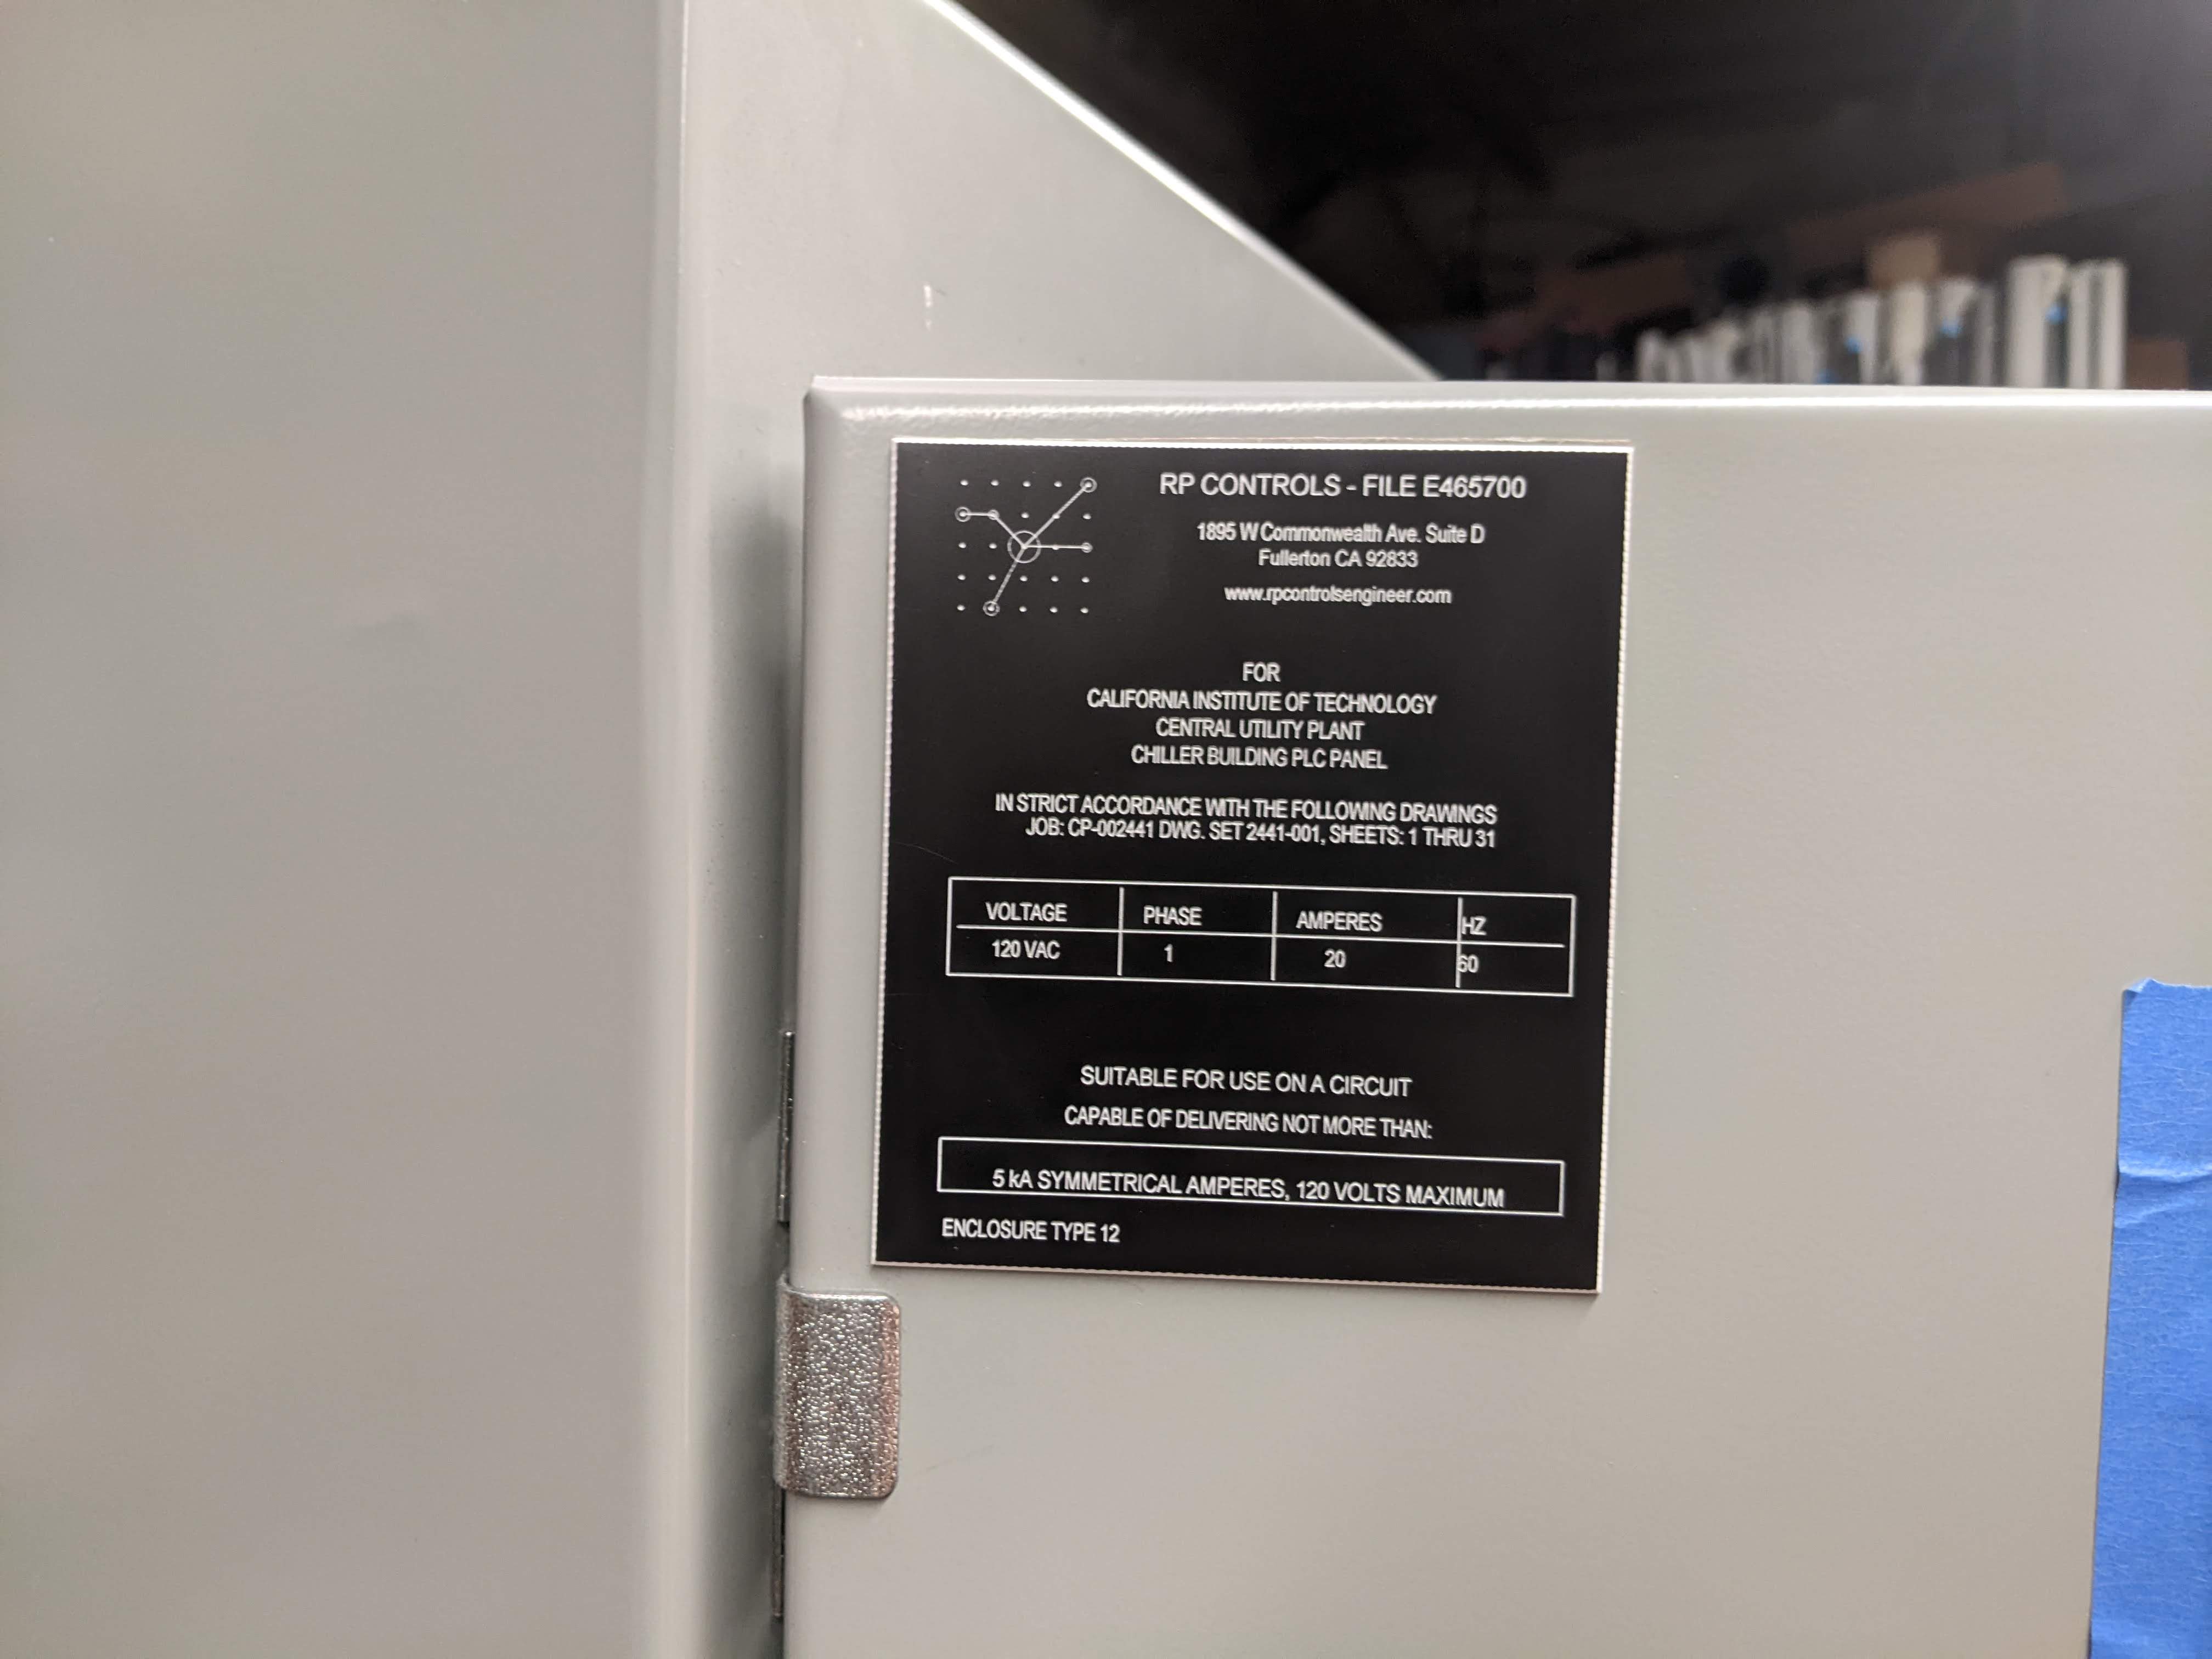 RP CONTROLS - FILE E465700
1895 W Commonwealth Ave. Suite D
Fullerton CA 92833
www.rpcontrolsengineer.com
FOR
CALIFORNIA INSTITUTE OF TECHNOLOGY
CENTRAL UTILITY PLANT
CHILLER BUILDING PLC PANEL
IN STRICT ACCORDANCE WITH THE FOLLOWING DRAWINGS
JOB: CP-002441 DWG. SET 2441-001, SHEETS: 1 THRU 31
VOLTAGE PHASE AMPERES HZ
120 VAC 1 20 60
SUITABLE FOR USE ON A CIRCUIT
CAPABLE OF DELIVERING NOT MORE THAN:
5 kA SYMMETRICAL AMPERES, 120 VOLTS MAXIMUM
ENCLOSURE TYPE 12